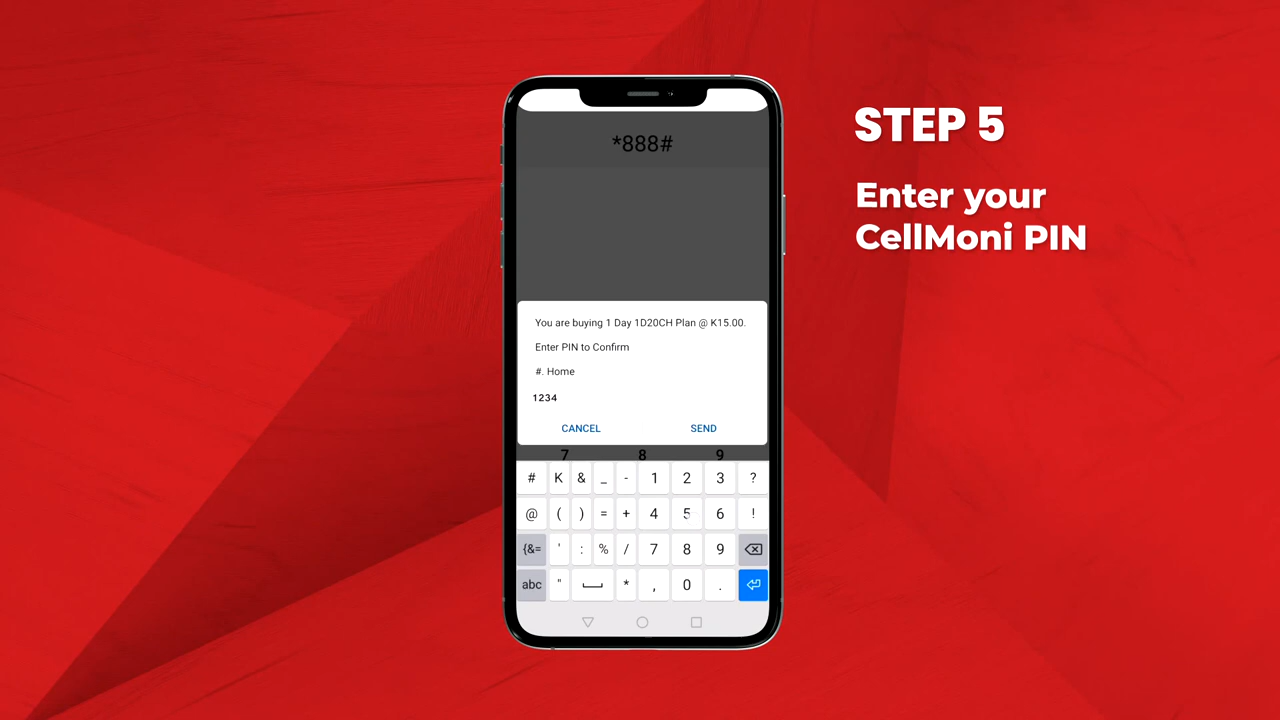 *888#
You are buying 1 Day 1D20CH Plan @ K15.00.
Enter PIN to Confirm
#. Home
1234
CANCEL SEND
7 8 9
# K & _ - 1 2 3 ?
@ ( ) = + 4 5 6 !
{&= ' : % / 7 8 9
abc " * , 0 .
STEP 5
Enter your
CellMoni PIN